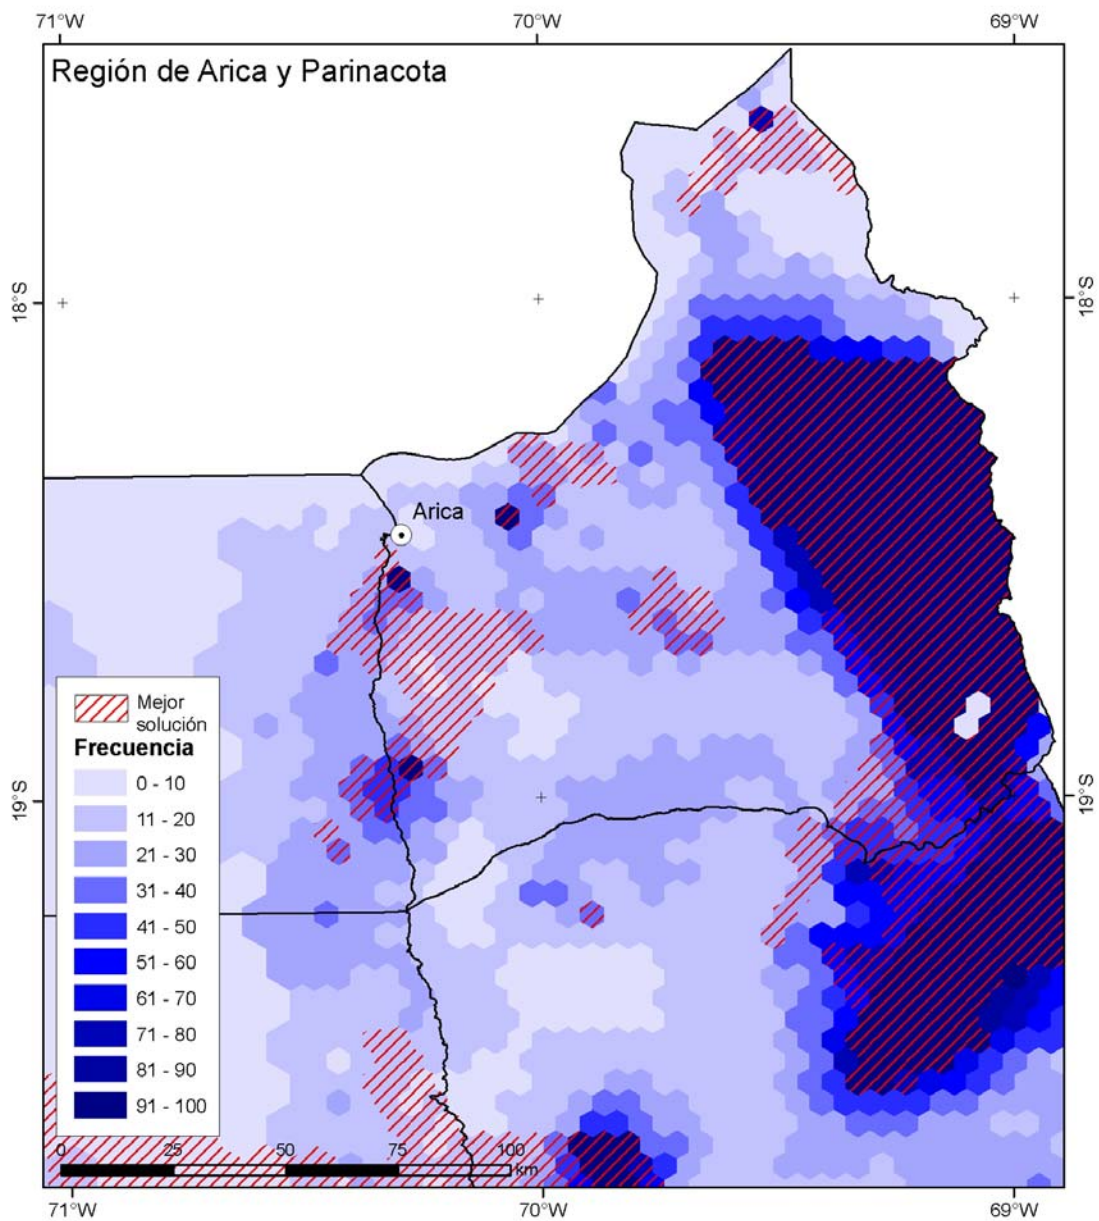 71°W 70°W 69°W
Región de Arica y Parinacota
18°S 18°S
Arica
Mejor
solución
Frecuencia
0 - 10
11 - 20
21 - 30
31 - 40
41 - 50
51 - 60
61 - 70
71 - 80
81 - 90
91 - 100
19°S 19°S
0 25 50 75 100
km
71°W 70°W 69°W